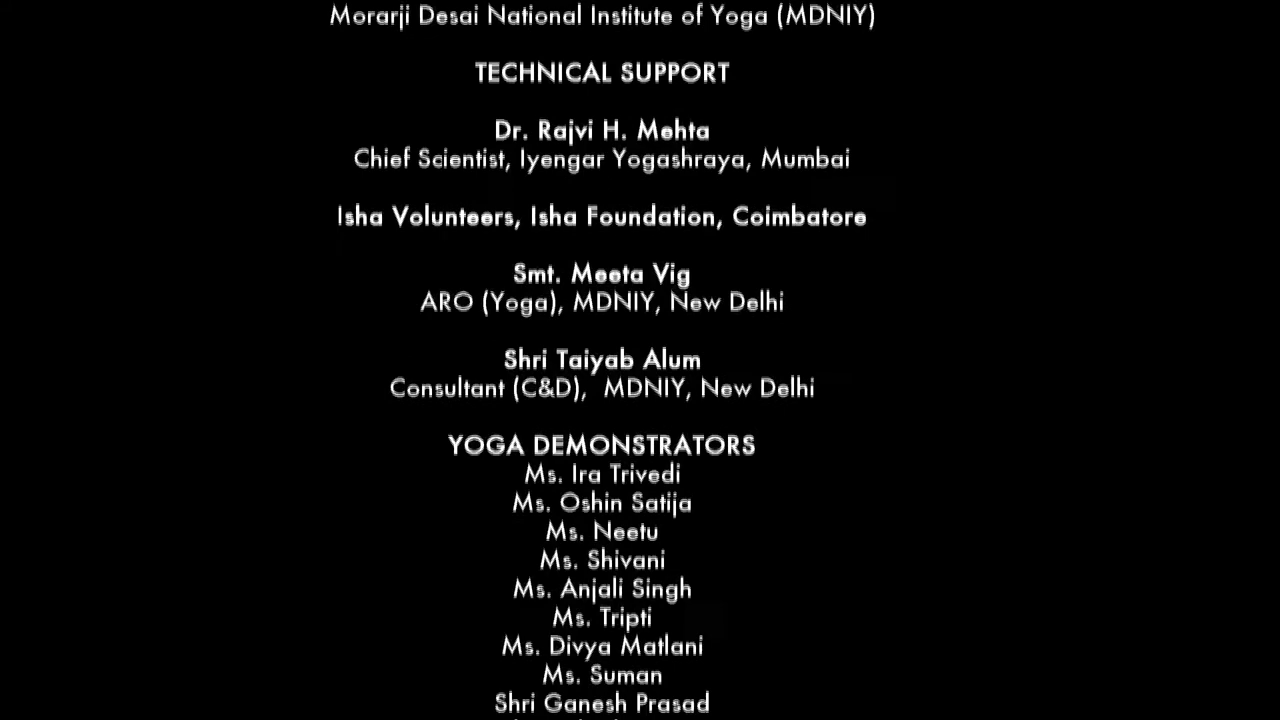 Morarji Desai National Institute of Yoga (MDNIY)
TECHNICAL SUPPORT
Dr. Rajvi H. Mehta
Chief Scientist, Iyengar Yogashraya, Mumbai
Isha Volunteers, Isha Foundation, Coimbatore
Smt. Meeta Vig
ARO (Yoga), MDNIY, New Delhi
Shri Taiyab Alum
Consultant (C&D), MDNIY, New Delhi
YOGA DEMONSTRATORS
Ms. Ira Trivedi
Ms. Oshin Satija
Ms. Neetu
Ms. Shivani
Ms. Anjali Singh
Ms. Tripti
Ms. Divya Matlani
Ms. Suman
Shri Ganesh Prasad